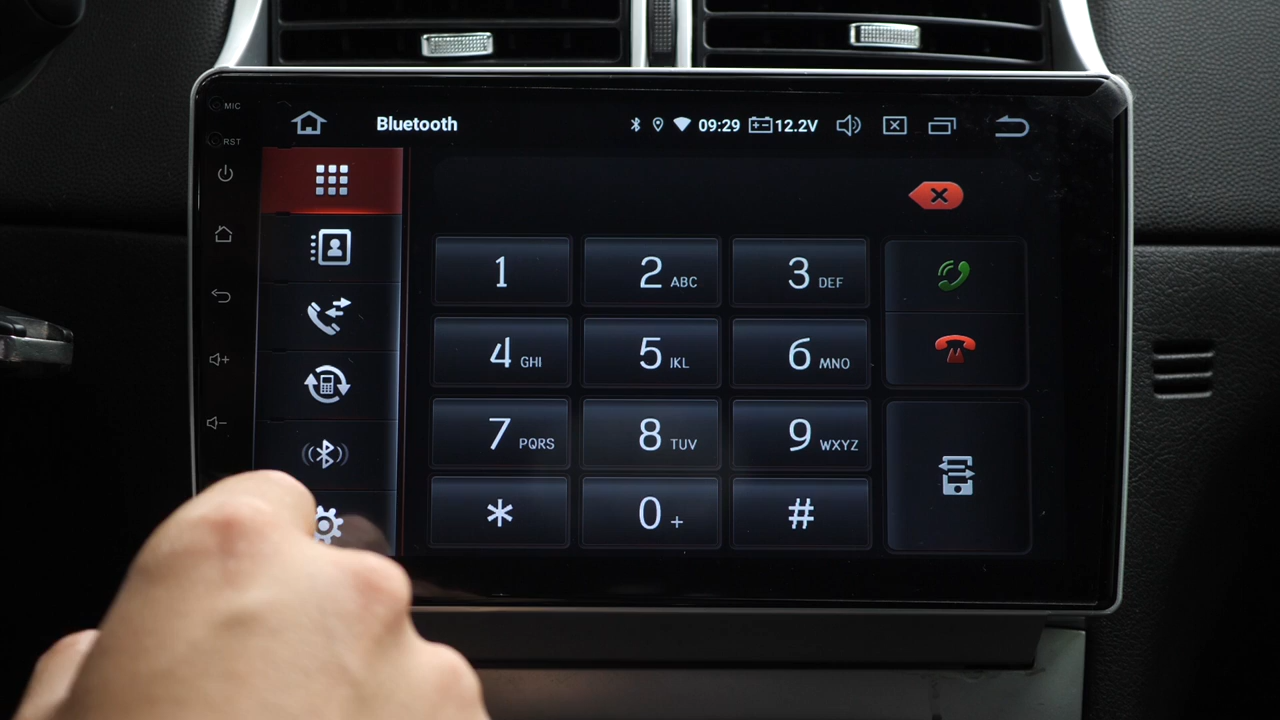 MIC
Bluetooth 09:29 12.2V
RST
1 2 ABC 3 DEF
4 GHI 5 IKL 6 MNO
7 PQRS 8 TUV 9 WXYZ
* 0 + #